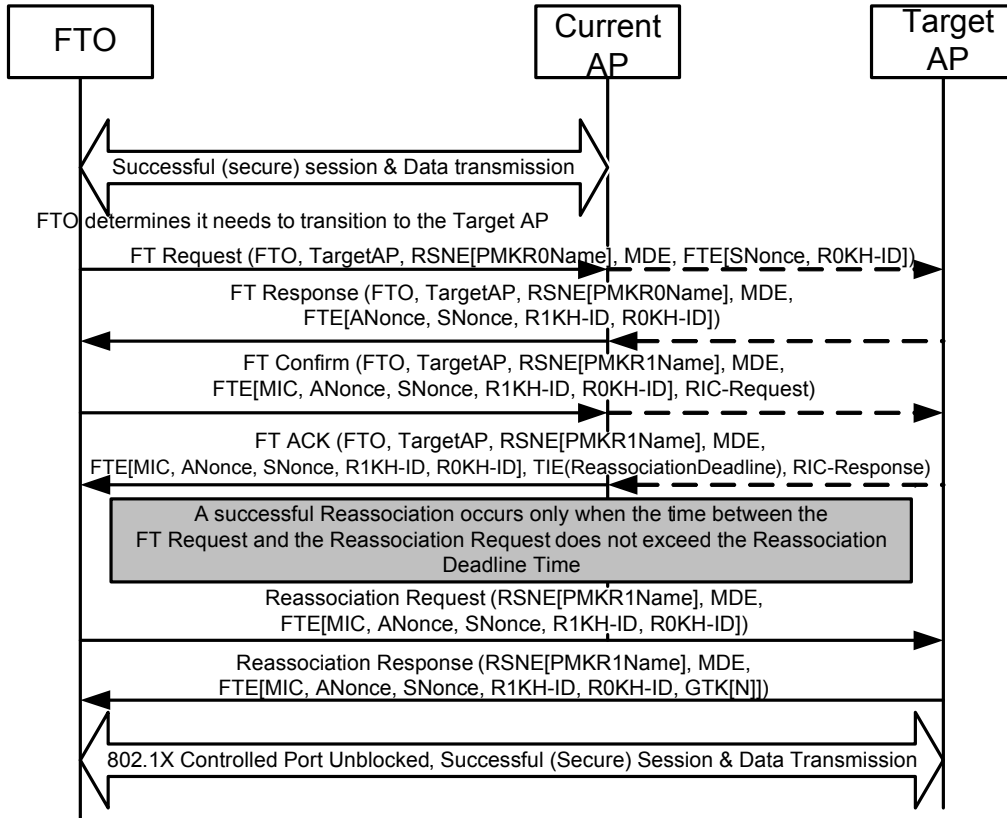 FTO
Current
AP
Target
AP
Successful (secure) session & Data transmission
FTO determines it needs to transition to the Target AP
FT Request (FTO, TargetAP, RSNE[PMKR0Name], MDE, FTE[SNonce, R0KH-ID])
FT Response (FTO, TargetAP, RSNE[PMKR0Name], MDE,
FTE[ANonce, SNonce, R1KH-ID, R0KH-ID])
FT Confirm (FTO, TargetAP, RSNE[PMKR1Name], MDE,
FTE[MIC, ANonce, SNonce, R1KH-ID, R0KH-ID], RIC-Request)
FT ACK (FTO, TargetAP, RSNE[PMKR1Name], MDE,
FTE[MIC, ANonce, SNonce, R1KH-ID, R0KH-ID], TIE(ReassociationDeadline), RIC-Response)
A successful Reassociation occurs only when the time between the
FT Request and the Reassociation Request does not exceed the Reassociation
Deadline Time
Reassociation Request (RSNE[PMKR1Name], MDE,
FTE[MIC, ANonce, SNonce, R1KH-ID, R0KH-ID])
Reassociation Response (RSNE[PMKR1Name], MDE,
FTE[MIC, ANonce, SNonce, R1KH-ID, R0KH-ID, GTK[N]])
802.1X Controlled Port Unblocked, Successful (Secure) Session & Data Transmission